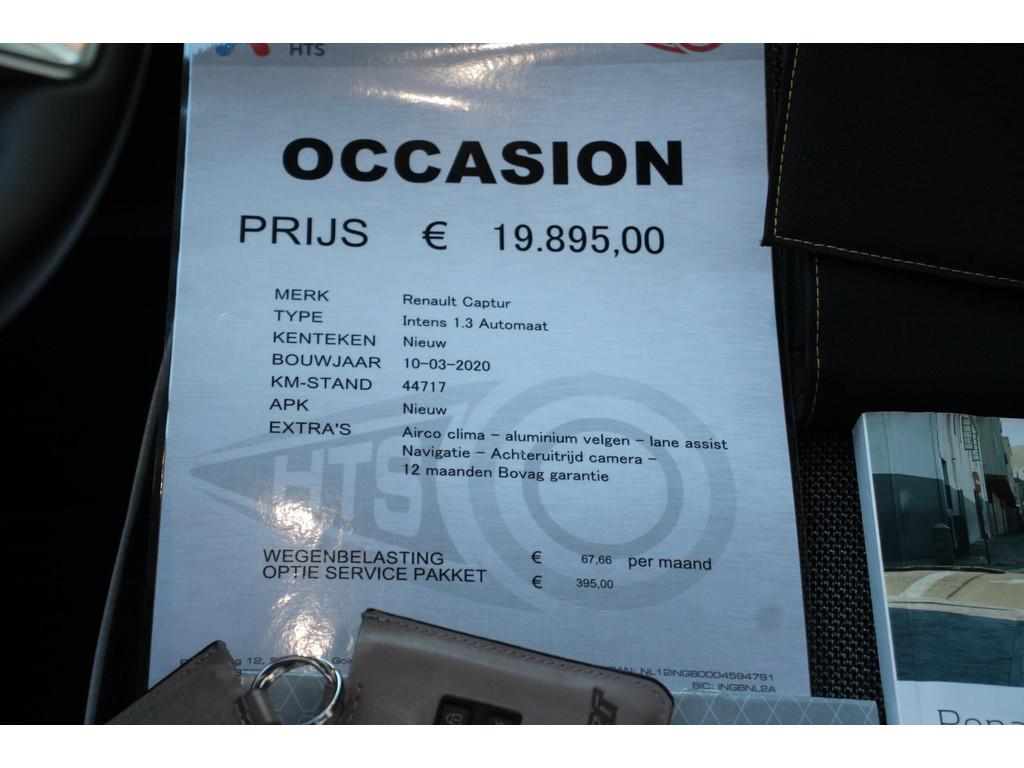 HTS
OCCASION
PRIJS € 19.895,00
MERK Renault Captur
TYPE Intens 1.3 Automaat
KENTEKEN Nieuw
BOUWJAAR 10-03-2020
KM-STAND 44717
APK Nieuw
EXTRA'S Airco clima - aluminium velgen - lane assist
Navigatie - Achteruitrijd camera -
12 maanden Bovag garantie
HTS
WEGENBELASTING € 67,66 per maand
OPTIE SERVICE PAKKET € 395,00
12,
NL12INGB0004594791
BIC: INGBNL2A